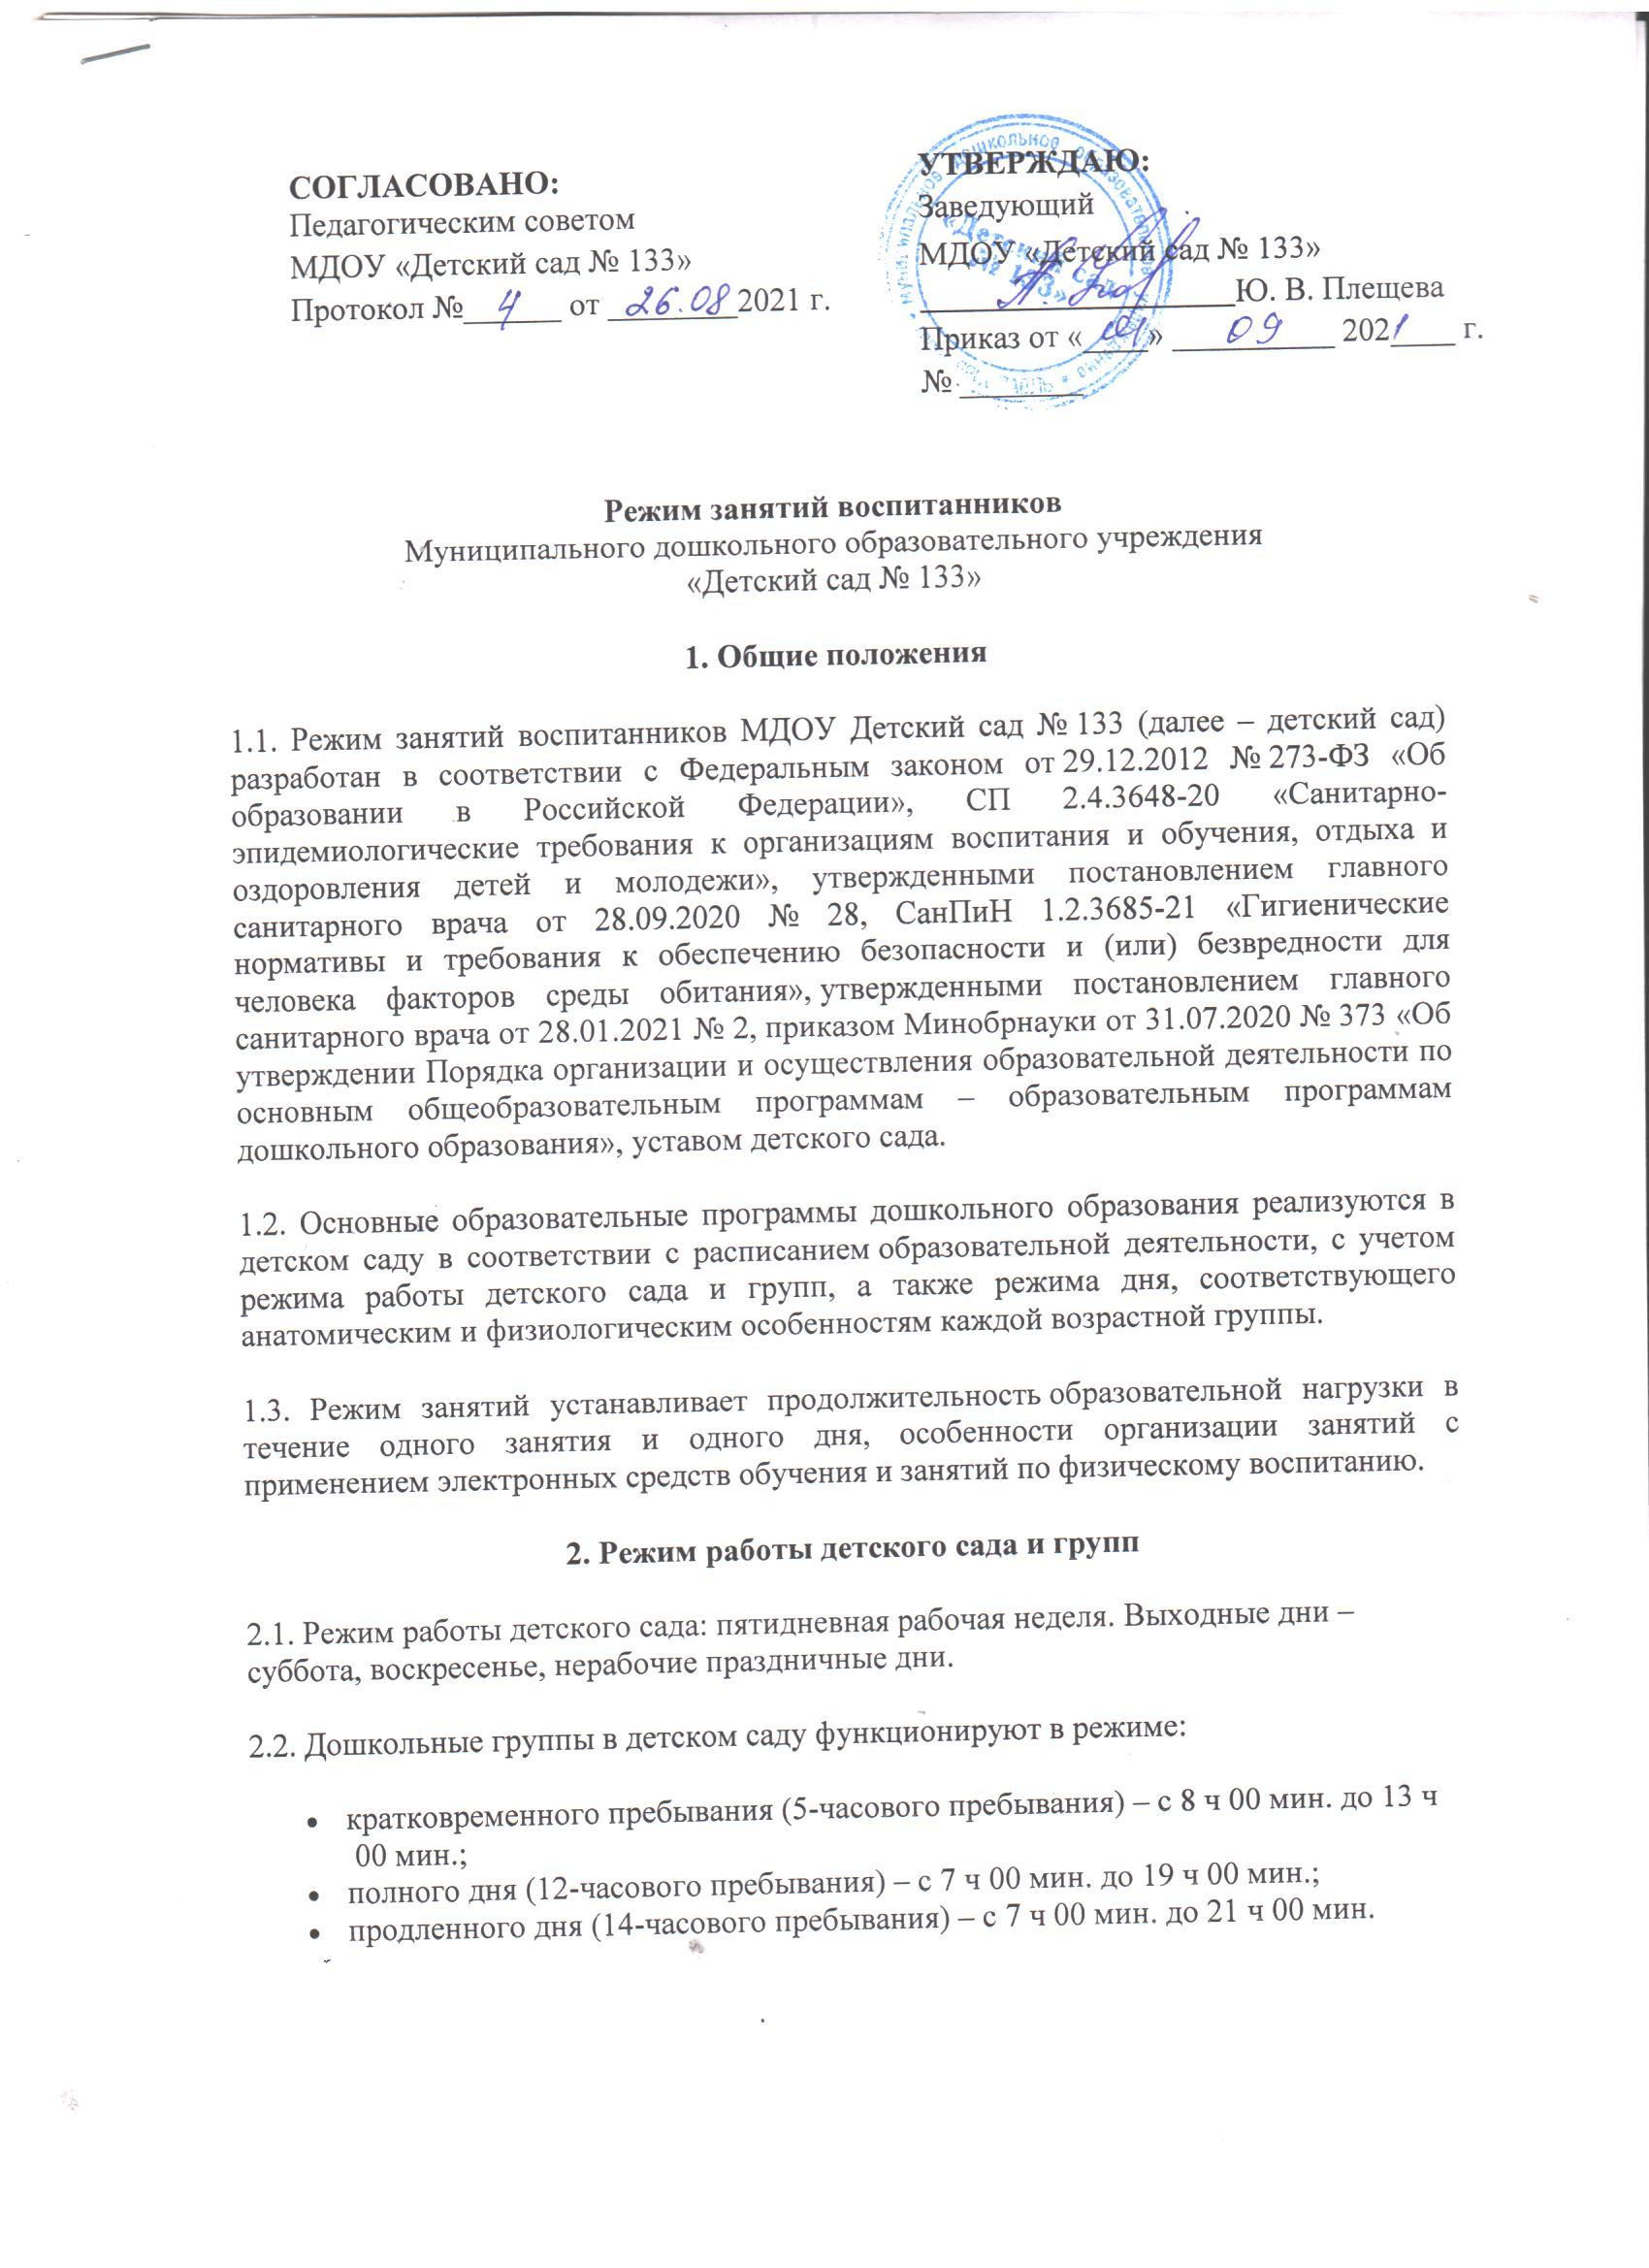 СОГЛАСОВАНО:
Педагогическим советом
МДОУ «Детский сад № 133»
Протокол № 4 от 26.08 2021 г.
УТВЕРЖДАЮ:
Заведующий
МДОУ «Детский сад № 133»
Ю. В. Плещева
Приказ от «01» 09 2021 г.
№
«Детский сад
№ 133»
Режим занятий воспитанников
Муниципального дошкольного образовательного учреждения
«Детский сад № 133»
1. Общие положения
1.1. Режим занятий воспитанников МДОУ Детский сад № 133 (далее – детский сад)
разработан в соответствии с Федеральным законом от 29.12.2012 № 273-ФЗ «Об
образовании в Российской Федерации», СП 2.4.3648-20 «Санитарно-
эпидемиологические требования к организациям воспитания и обучения, отдыха и
оздоровления детей и молодежи», утвержденными постановлением главного
санитарного врача от 28.09.2020 № 28, СанПиН 1.2.3685-21 «Гигиенические
нормативы и требования к обеспечению безопасности и (или) безвредности для
человека факторов среды обитания», утвержденными постановлением главного
санитарного врача от 28.01.2021 № 2, приказом Минобрнауки от 31.07.2020 № 373 «Об
утверждении Порядка организации и осуществления образовательной деятельности по
основным общеобразовательным программам – образовательным программам
дошкольного образования», уставом детского сада.
1.2. Основные образовательные программы дошкольного образования реализуются в
детском саду в соответствии с расписанием образовательной деятельности, с учетом
режима работы детского сада и групп, а также режима дня, соответствующего
анатомическим и физиологическим особенностям каждой возрастной группы.
1.3. Режим занятий устанавливает продолжительность образовательной нагрузки в
течение одного занятия и одного дня, особенности организации занятий с
применением электронных средств обучения и занятий по физическому воспитанию.
2. Режим работы детского сада и групп
2.1. Режим работы детского сада: пятидневная рабочая неделя. Выходные дни –
суббота, воскресенье, нерабочие праздничные дни.
2.2. Дошкольные группы в детском саду функционируют в режиме:
• кратковременного пребывания (5-часового пребывания) – с 8 ч 00 мин. до 13 ч
00 мин.;
• полного дня (12-часового пребывания) – с 7 ч 00 мин. до 19 ч 00 мин.;
• продленного дня (14-часового пребывания) – с 7 ч 00 мин. до 21 ч 00 мин.